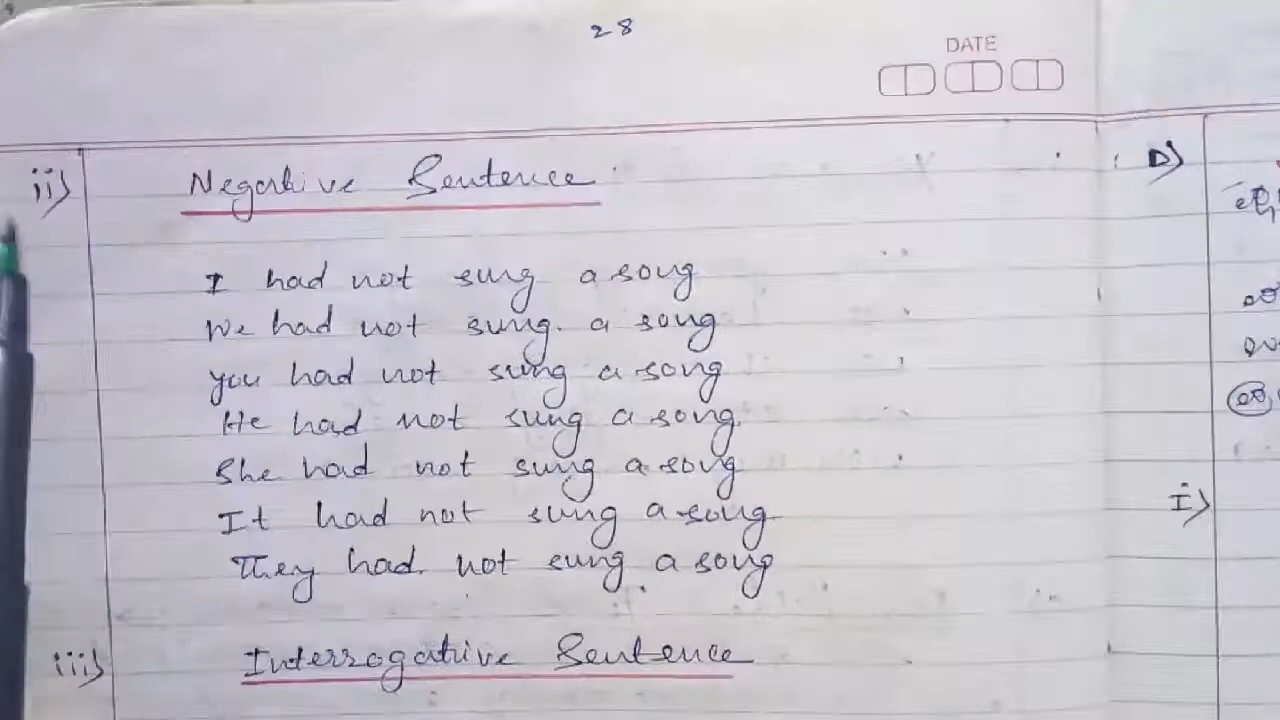 28
DATE
ii) Negative Sentence
I had not sung a song
We had not sung a song
you had not sung a song
He had not sung a song.
She had not sung a song
It had not sung a song
They had not sung a song
iii) Interrogative Sentence
D)
I)